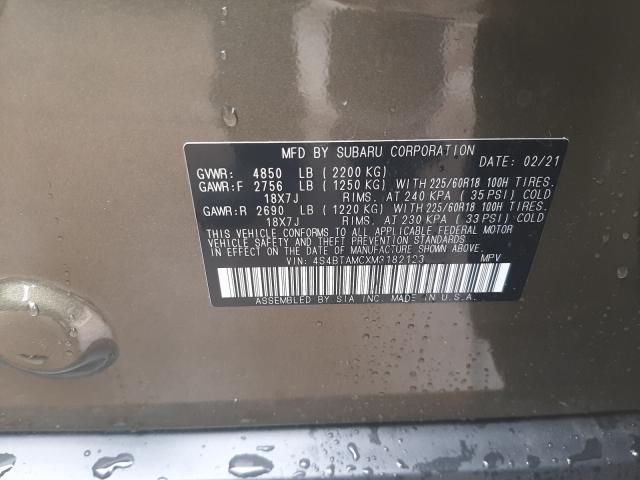 MFD BY SUBARU CORPORATION DATE: 02/21
GVWR: 4850 LB (2200 KG)
GAWR:F 2756 LB (1250 KG) WITH 225/60R18 100H TIRES.
18X7J RIMS. AT 240 KPA (35 PSI) COLD
GAWR:R 2690 LB (1220 KG) WITH 225/60R18 100H TIRES.
18X7J RIMS. AT 230 KPA (33 PSI) COLD
THIS VEHICLE CONFORMS TO ALL APPLICABLE FEDERAL MOTOR
VEHICLE SAFETY AND BUMPER STANDARDS
IN EFFECT ON THE DATE OF MANUFACTURE SHOWN ABOVE.
VIN: 4S4BTAMCXM3182123 MPV
ASSEMBLED BY SIA INC. MADE IN U.S.A.